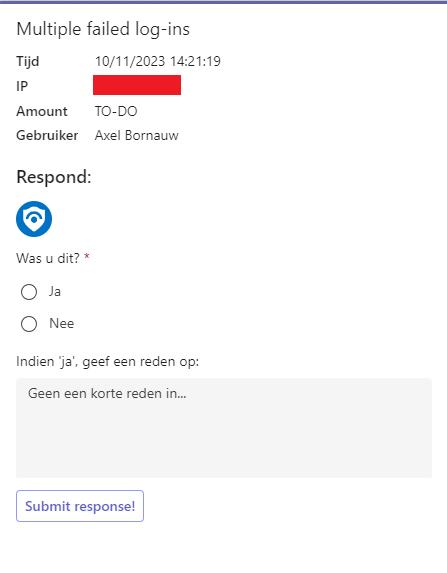 Multiple failed log-ins
Tijd 10/11/2023 14:21:19
IP
Amount TO-DO
Gebruiker Axel Bornauw
Respond:
Was u dit? *
Ja
Nee
Indien 'ja', geef een reden op:
Geen een korte reden in...
Submit response!